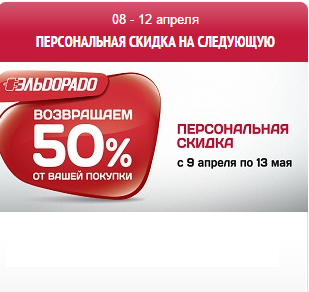 08 - 12 апреля
ПЕРСОНАЛЬНАЯ СКИДКА НА СЛЕДУЮЩУЮ
ЭЛЬДОРАДО
ВОЗВРАЩАЕМ
50%
ОТ ВАШЕЙ ПОКУПКИ
ПЕРСОНАЛЬНАЯ
СКИДКА
с 9 апреля по 13 мая